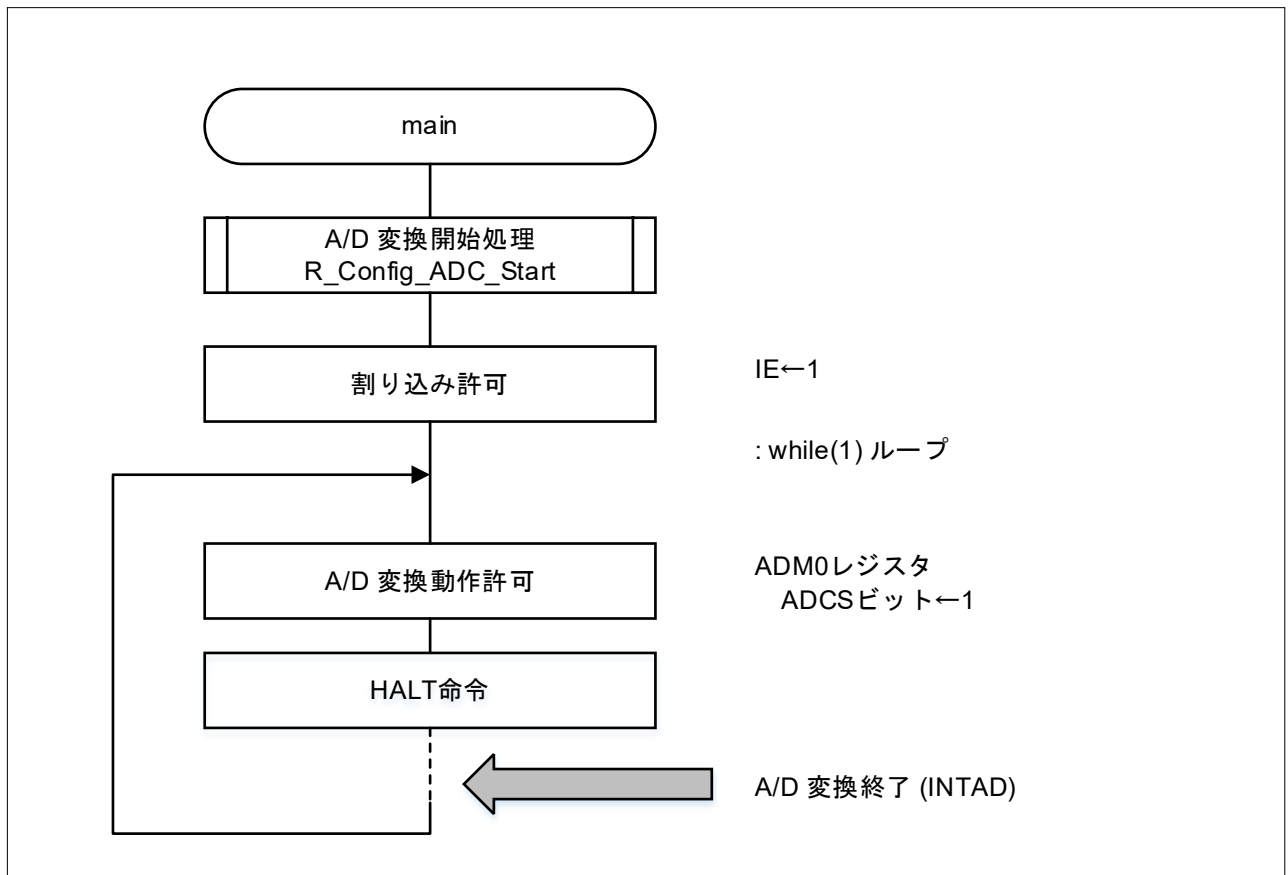 main
A/D 変換開始処理
R_Config_ADC_Start
割り込み許可
IE←1
: while(1) ループ
A/D 変換動作許可
ADM0レジスタ
ADCSビット←1
HALT命令
A/D 変換終了 (INTAD)